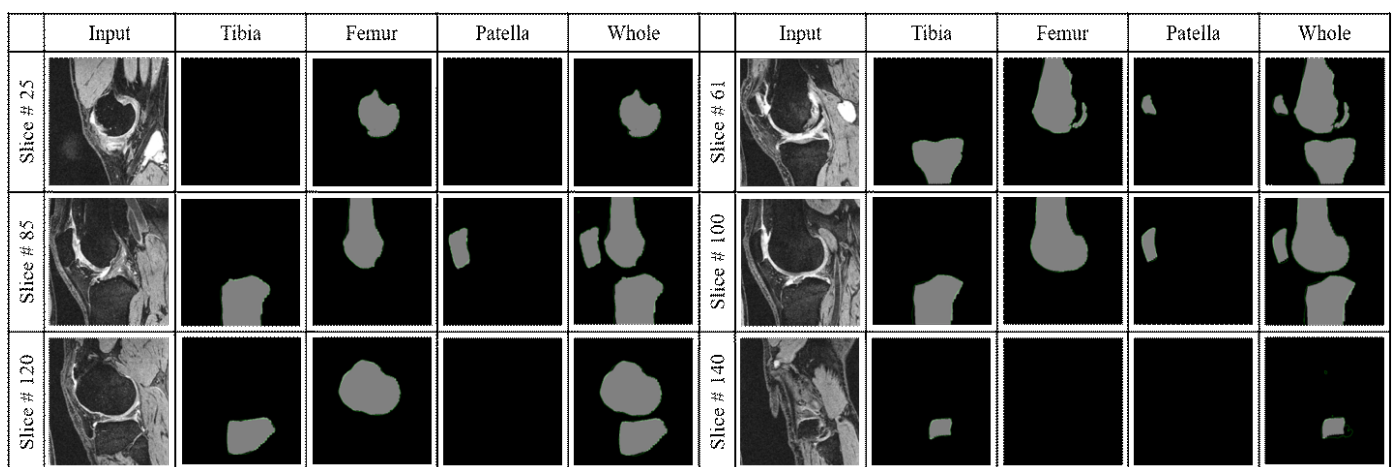 Input Tibia Femur Patella Whole Input Tibia Femur Patella Whole
Slice # 25
Slice # 61
Slice # 85
Slice # 100
Slice # 120
Slice # 140